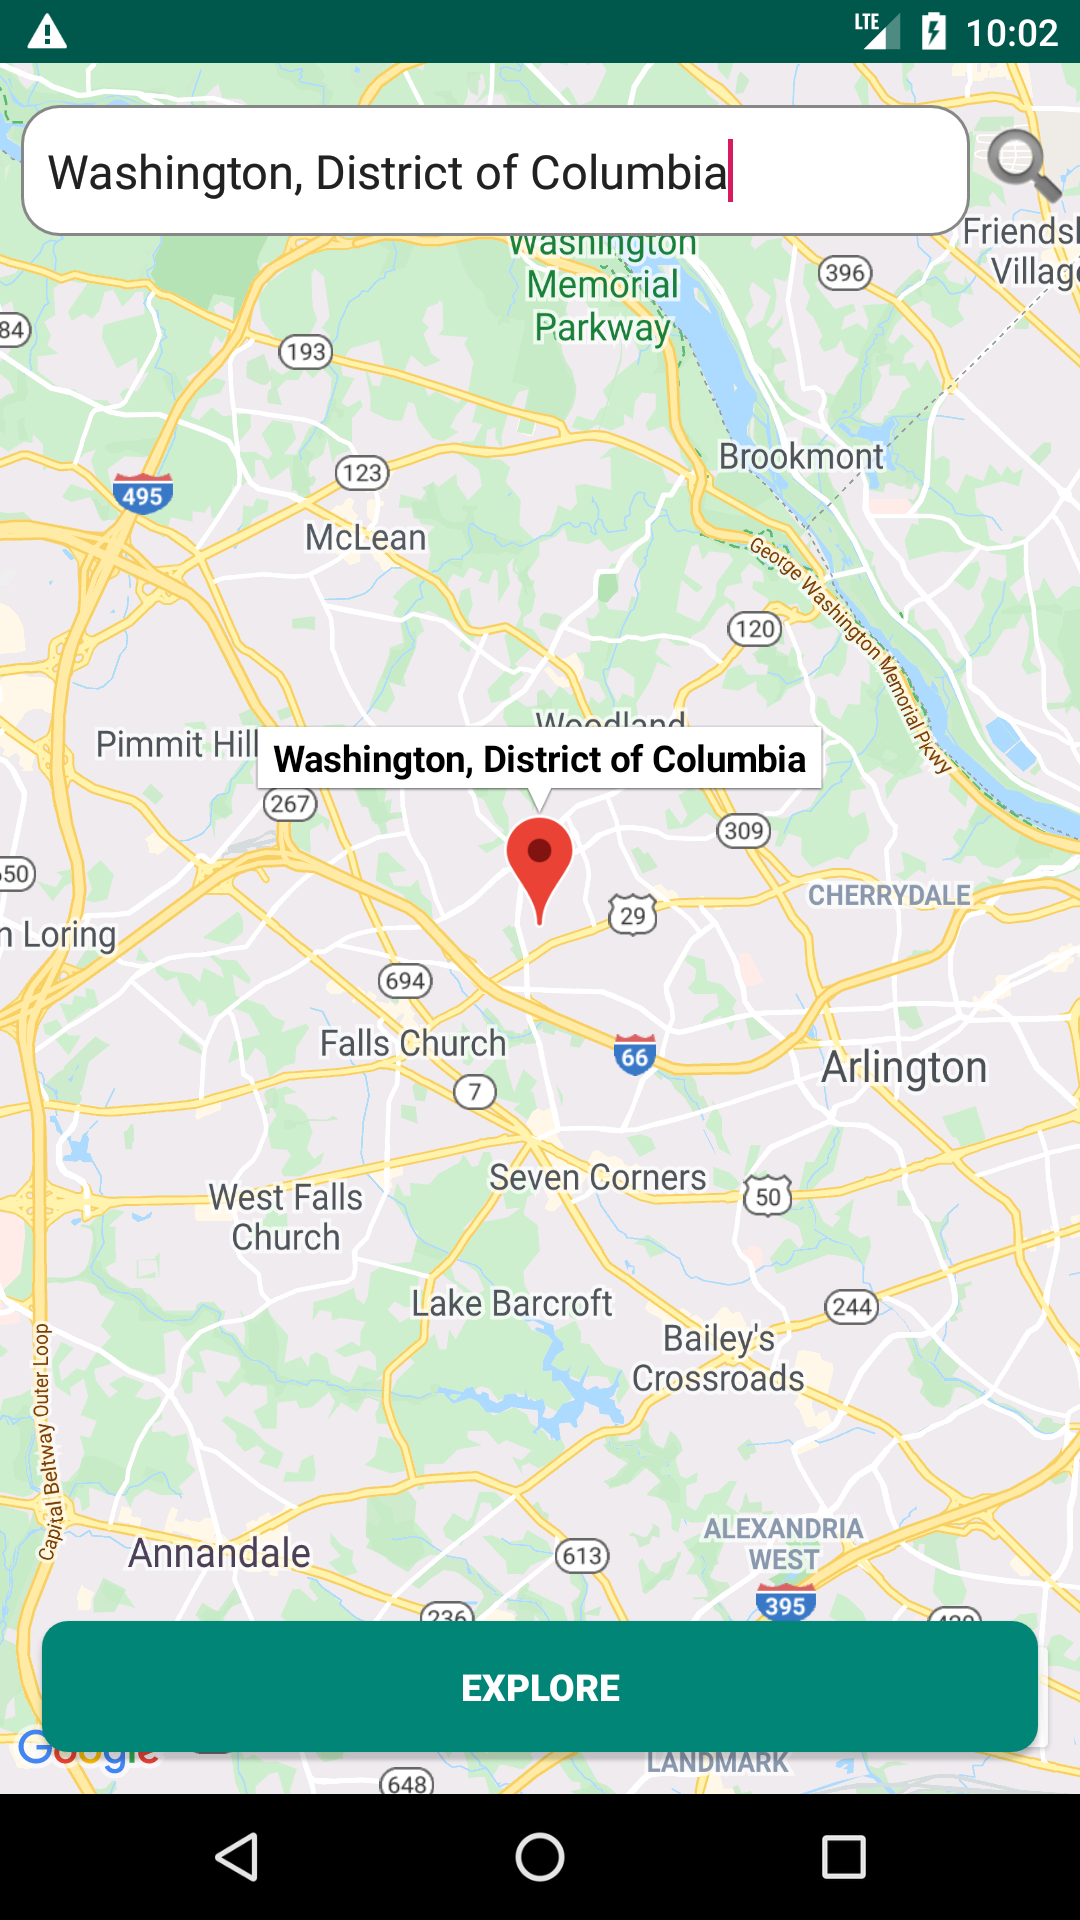 LTE 10:02
Washington, District of Columbia
Friendsh
Village
Washington
Memorial
Parkway
396
84
193
Brookmont
123
495
McLean
George Washington Memorial Pkwy
120
Woodland
Pimmit Hill
Washington, District of Columbia
267
309
650
CHERRYDALE
29
n Loring
694
Falls Church
66
Arlington
7
Seven Corners
50
West Falls
Church
Lake Barcroft
244
Bailey's
Crossroads
Capital Beltway Outer Loop
ALEXANDRIA
WEST
Annandale
613
395
236
420
EXPLORE
Google
LANDMARK
648